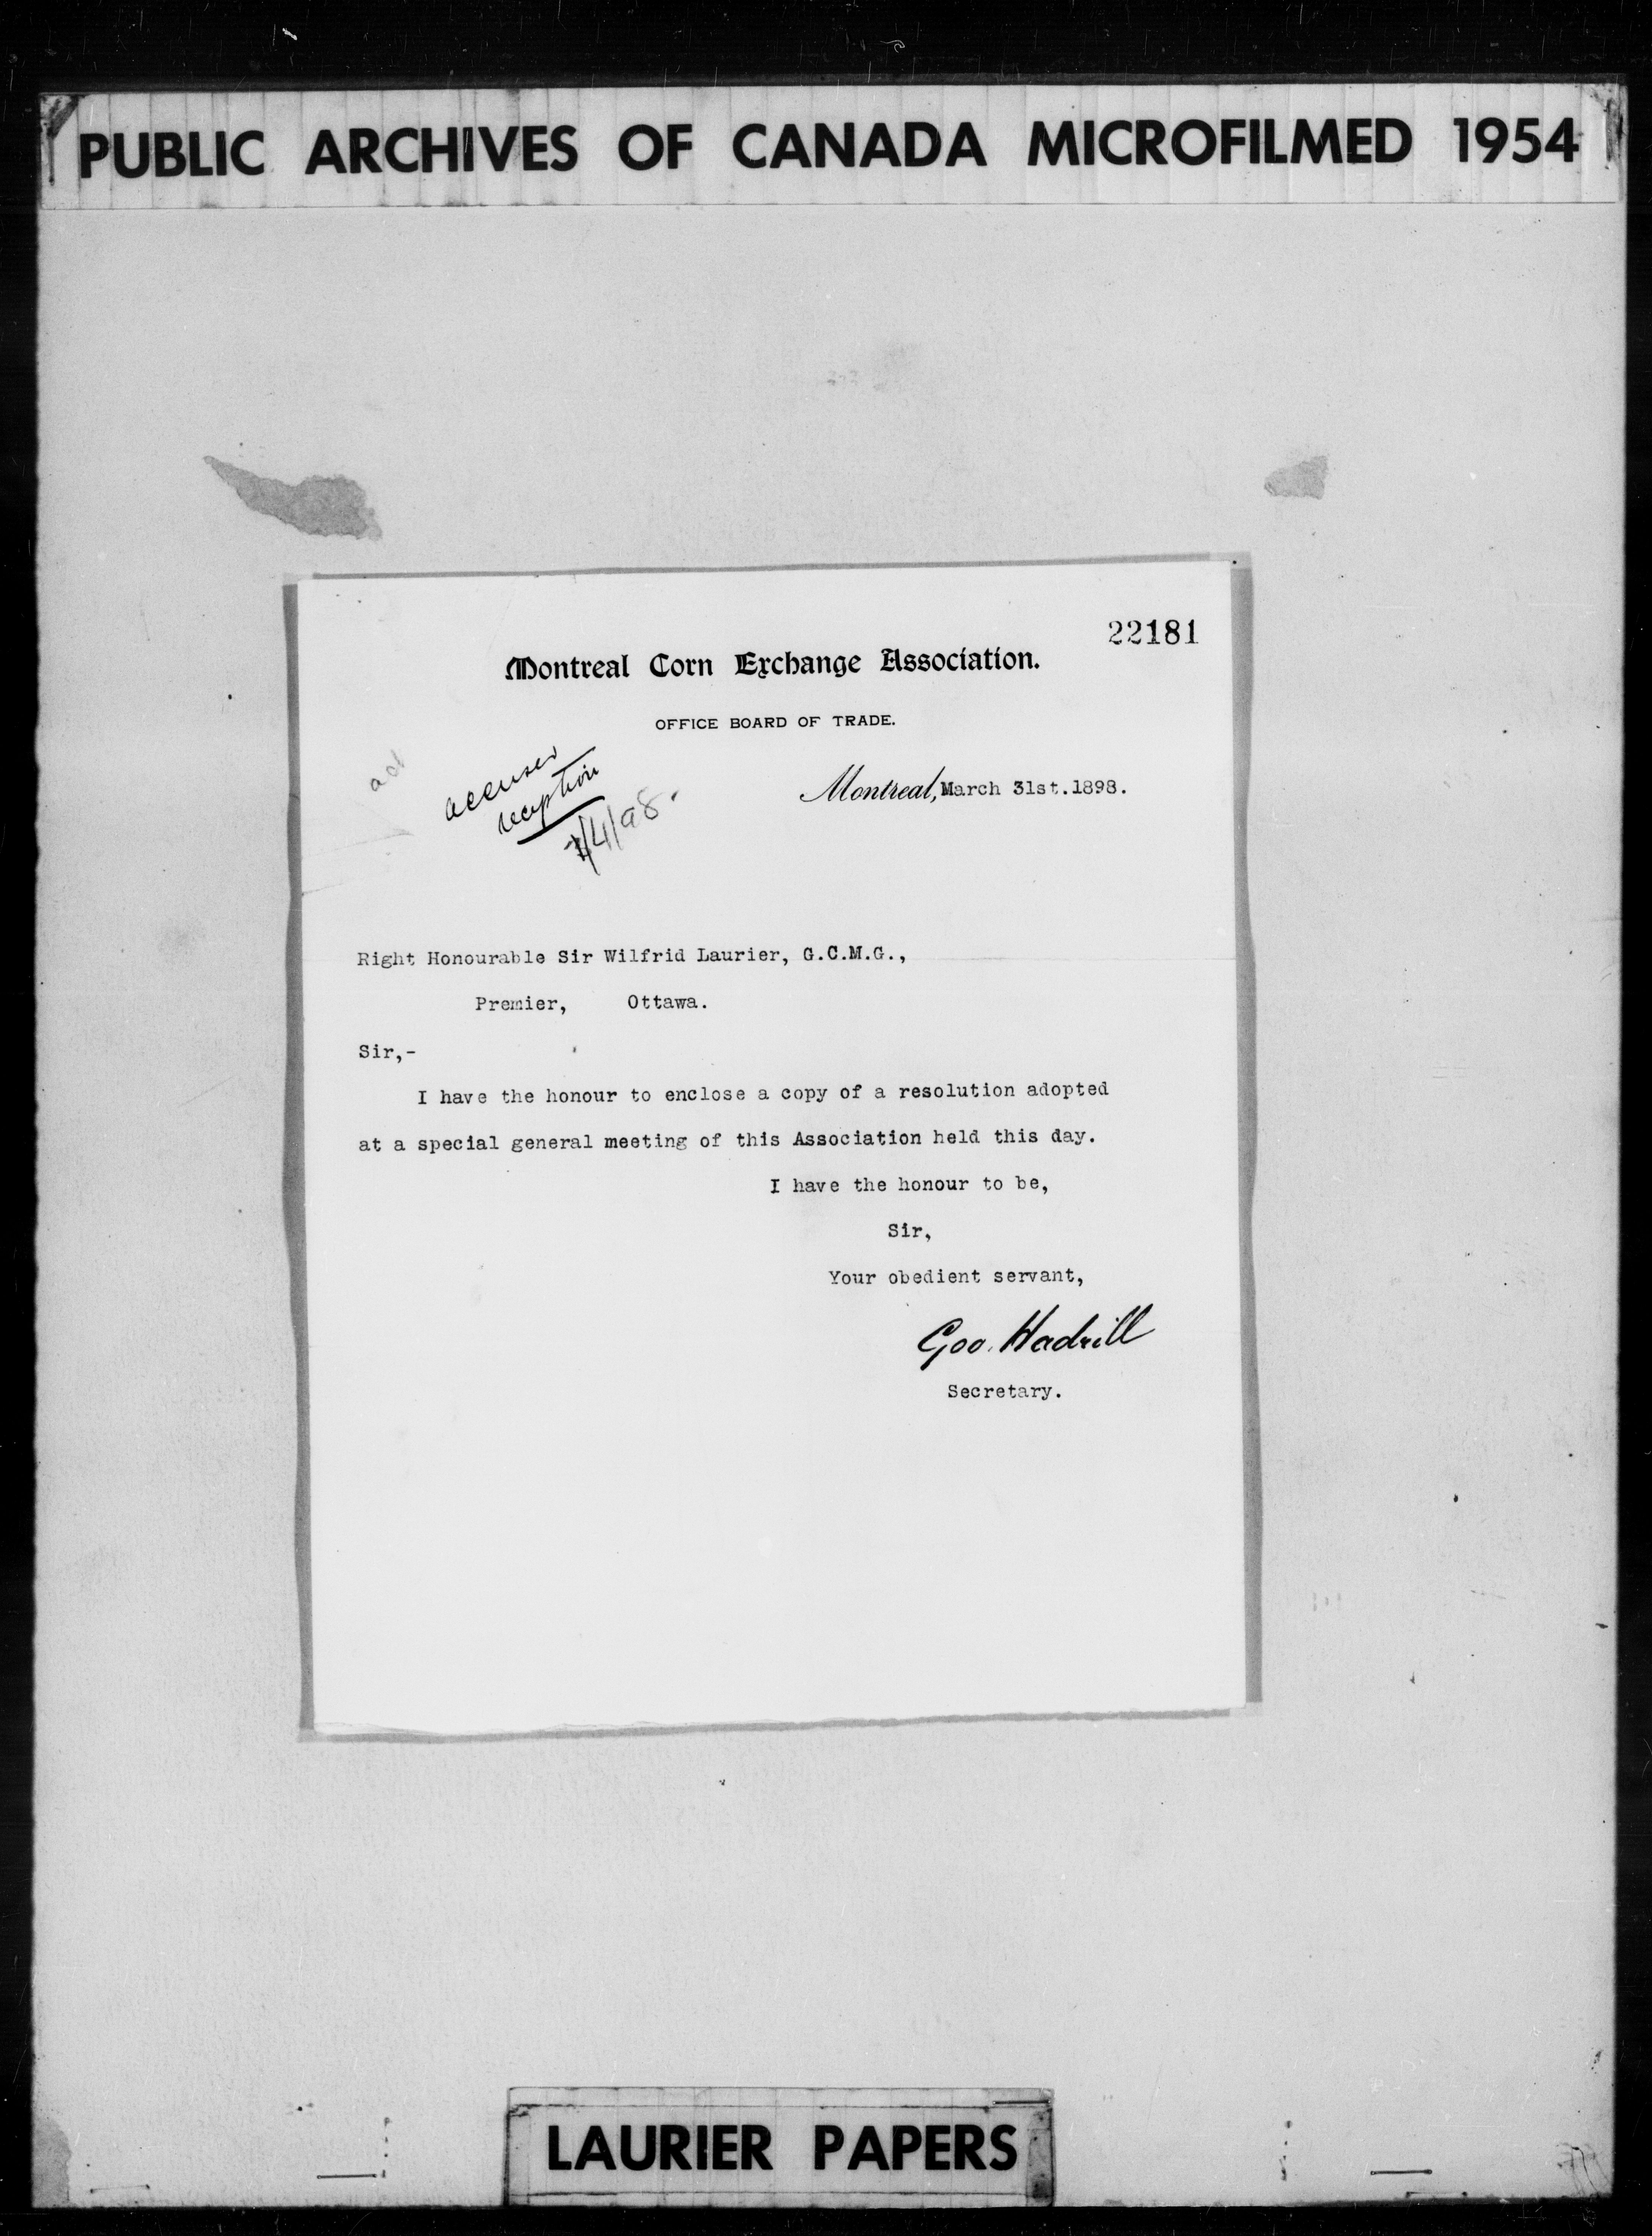 PUBLIC ARCHIVES OF CANADA MICROFILMED 1954
22181
Montreal Corn Exchange Association.
OFFICE BOARD OF TRADE.
ad
accuser
reception
1/4/98.
Montreal, March 31st.1898.
Right Honourable Sir Wilfrid Laurier, G.C.M.G.,
Premier, Ottawa.
Sir,-
I have the honour to enclose a copy of a resolution adopted
at a special general meeting of this Association held this day.
I have the honour to be,
Sir,
Your obedient servant,
Geo. Hadrill
Secretary.
LAURIER PAPERS